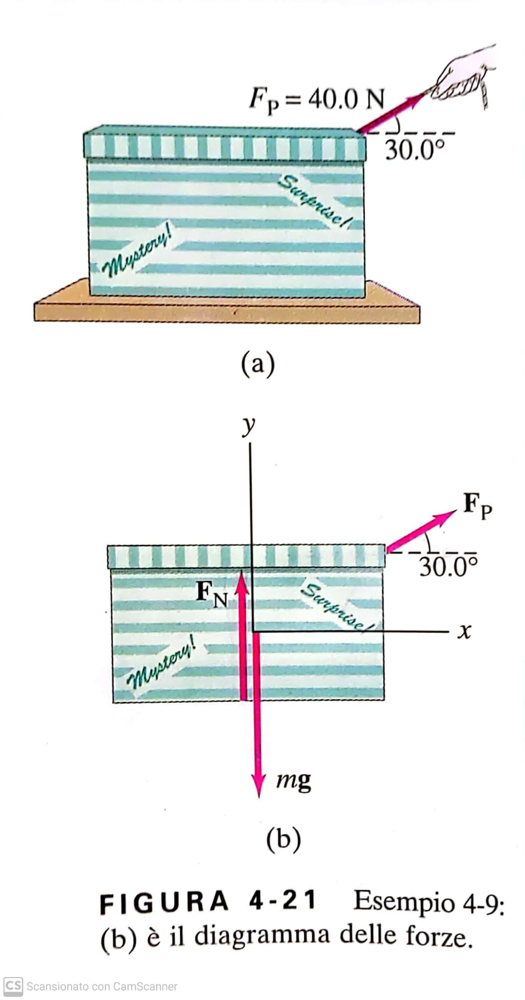 F_P = 40.0 N
30.0°
Surprise!
Mystery!
(a)
y
F_P
30.0°
F_N
Surprise!
x
Mystery!
mg
(b)
FIGURA 4-21 Esempio 4-9:
(b) è il diagramma delle forze.
CS Scansionato con CamScanner